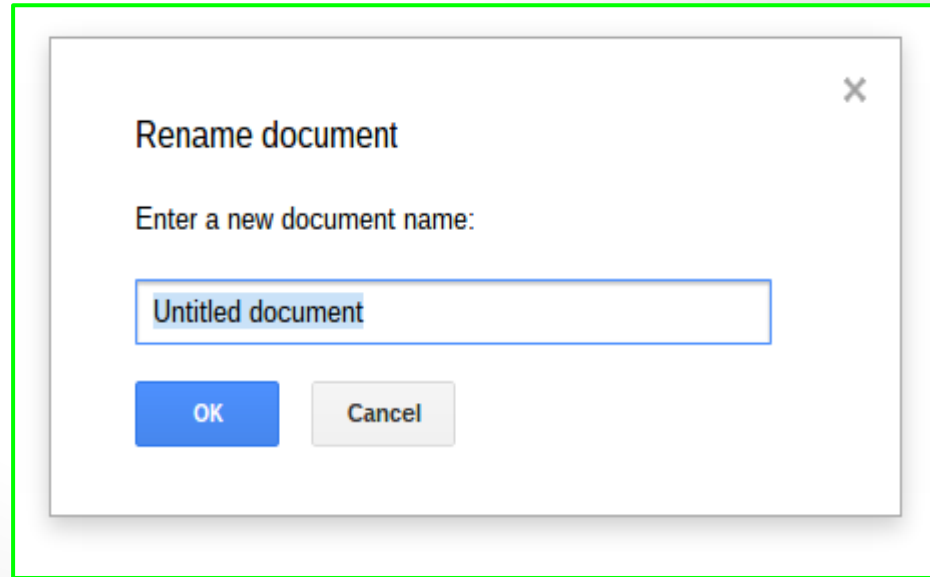 Rename document
Enter a new document name:
Untitled document
OK
Cancel